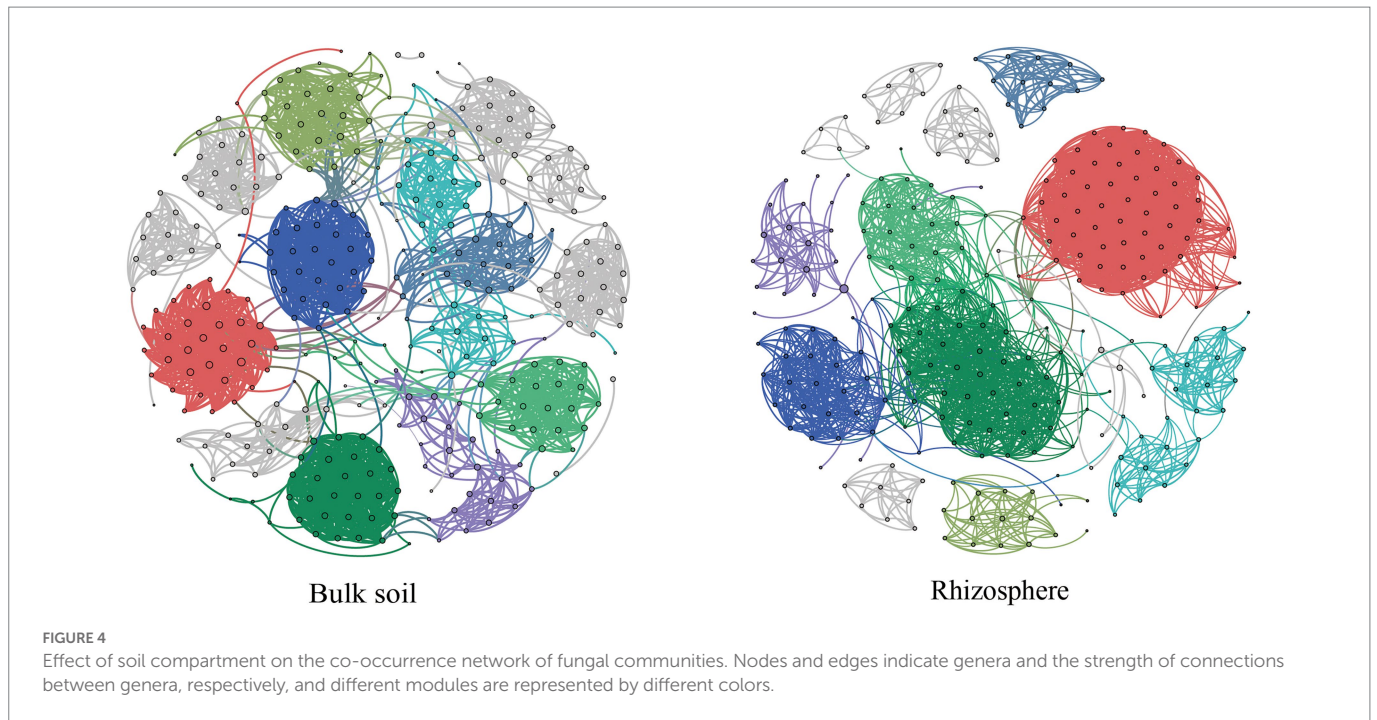 Bulk soil
Rhizosphere
FIGURE 4
Effect of soil compartment on the co-occurrence network of fungal communities. Nodes and edges indicate genera and the strength of connections
between genera, respectively, and different modules are represented by different colors.